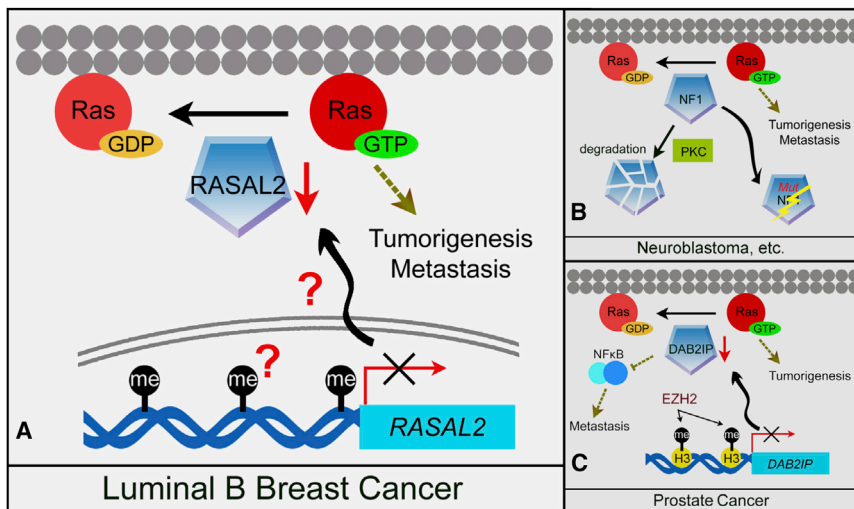 Ras
GDP
Ras
GTP
RASAL2
Tumorigenesis
Metastasis
?
?
me
me
me
RASAL2
A
Luminal B Breast Cancer
Ras
GDP
Ras
GTP
NF1
Tumorigenesis
Metastasis
degradation
PKC
Mut
B
Neuroblastoma, etc.
Ras
GDP
Ras
GTP
DAB2IP
NFκB
Tumorigenesis
EZH2
Metastasis
me
me
H3
H3
DAB2IP
C
Prostate Cancer